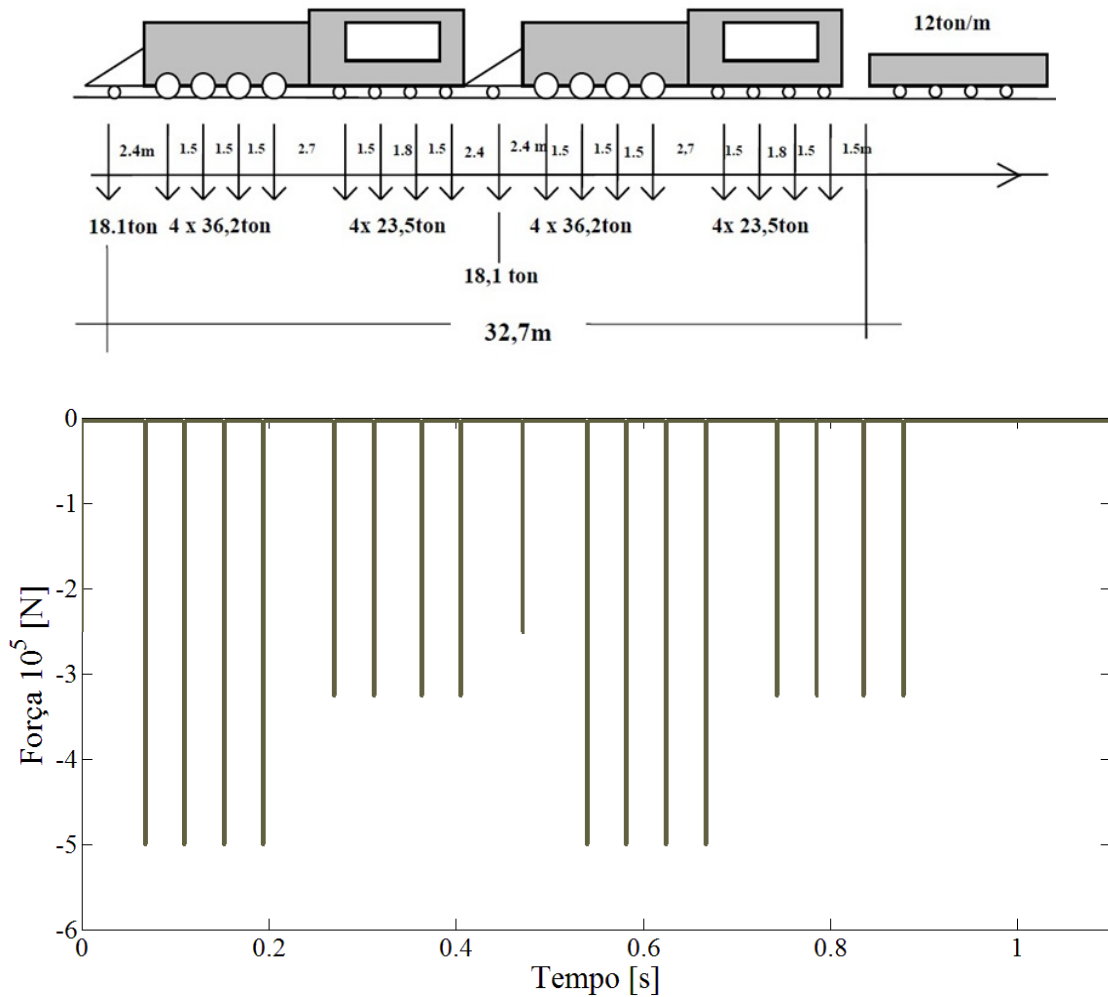 12ton/m
2.4m 1.5 1.5 1.5 2.7 1.5 1.8 1.5 2.4 2.4 m 1.5 1.5 1.5 2,7 1.5 1.8 1.5 1.5m
18.1ton 4 x 36,2ton 4x 23,5ton 4 x 36,2ton 4x 23,5ton
18,1 ton
32,7m
0
-1
-2
-3
-4
-5
-6
Força 10^5 [N]
0 0.2 0.4 0.6 0.8 1
Tempo [s]